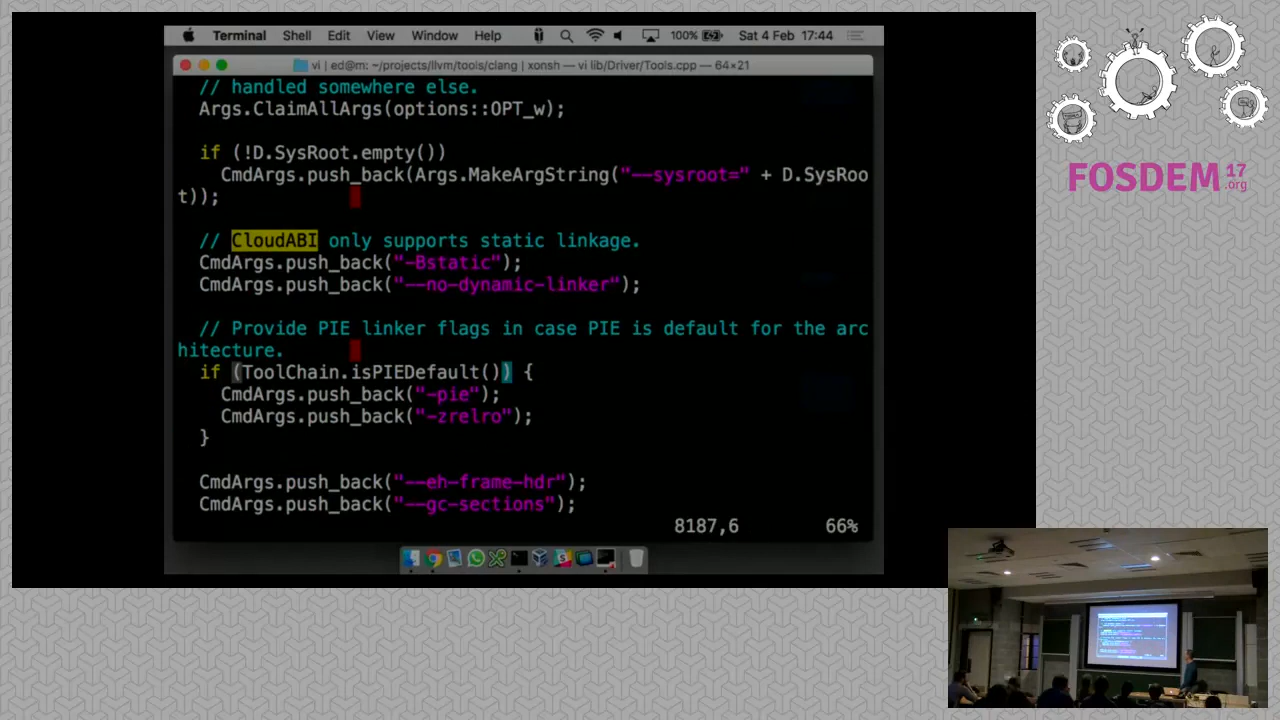 Terminal Shell Edit View Window Help 100% Sat 4 Feb 17:44
vi | ed@m: ~/projects/llvm/tools/clang | xonsh — vi lib/Driver/Tools.cpp — 64×21
// handled somewhere else.
Args.ClaimAllArgs(options::OPT_w);
if (!D.SysRoot.empty())
CmdArgs.push_back(Args.MakeArgString("--sysroot=" + D.SysRoo
t));
// CloudABI only supports static linkage.
CmdArgs.push_back("-Bstatic");
CmdArgs.push_back("--no-dynamic-linker");
// Provide PIE linker flags in case PIE is default for the arc
hitecture.
if (ToolChain.isPIEDefault()) {
CmdArgs.push_back("-pie");
CmdArgs.push_back("-zrelro");
}
CmdArgs.push_back("--eh-frame-hdr");
CmdArgs.push_back("--gc-sections");
8187,6 66%
FOSDEM 17
.org